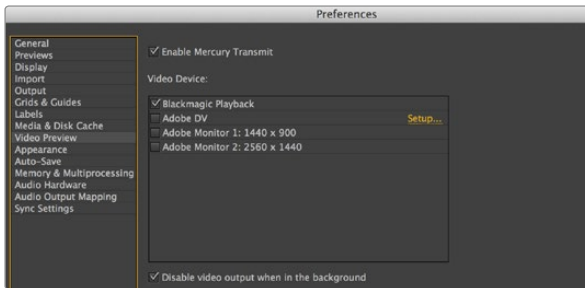 Preferences
General
Previews
Display
Import
Output
Grids & Guides
Labels
Media & Disk Cache
Video Preview
Appearance
Auto-Save
Memory & Multiprocessing
Audio Hardware
Audio Output Mapping
Sync Settings
Enable Mercury Transmit
Video Device:
Blackmagic Playback
Adobe DV Setup...
Adobe Monitor 1: 1440 x 900
Adobe Monitor 2: 2560 x 1440
Disable video output when in the background